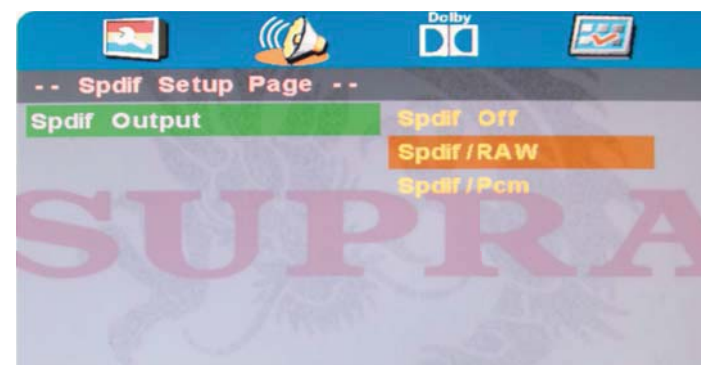 Dolby
-- Spdif Setup Page --
Spdif Output
Spdif Off
Spdif/RAW
Spdif/Pcm
SUPRA